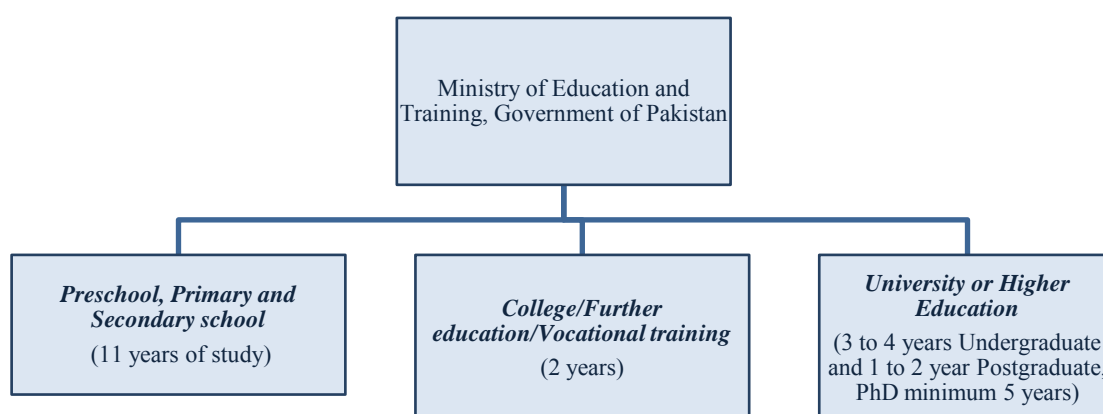 Ministry of Education and
Training, Government of Pakistan
Preschool, Primary and
Secondary school
(11 years of study)
College/Further
education/Vocational training
(2 years)
University or Higher
Education
(3 to 4 years Undergraduate
and 1 to 2 year Postgraduate,
PhD minimum 5 years)